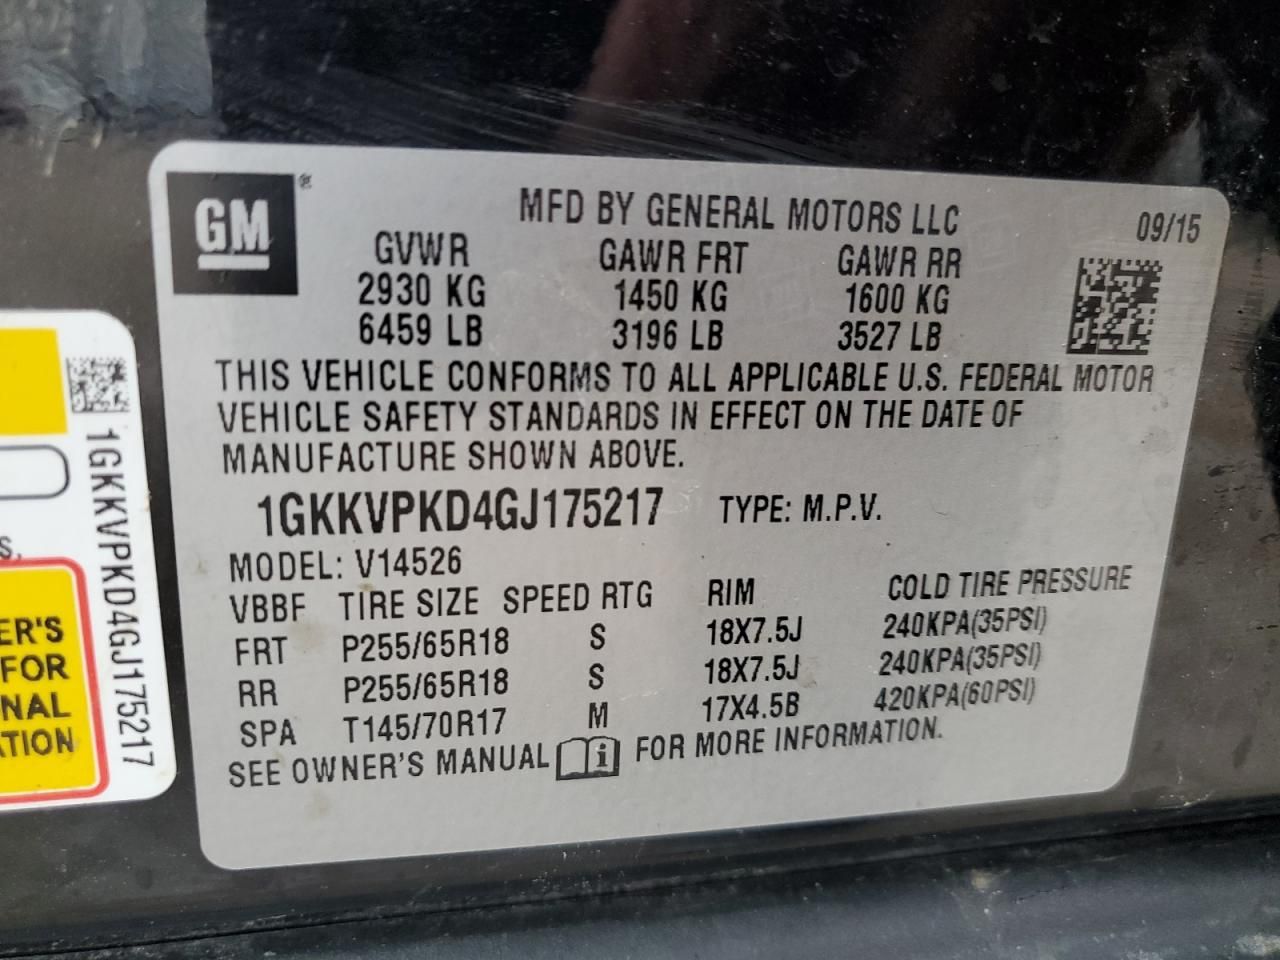 GM ®
MFD BY GENERAL MOTORS LLC 09/15
GVWR GAWR FRT GAWR RR
2930 KG 1450 KG 1600 KG
6459 LB 3196 LB 3527 LB
THIS VEHICLE CONFORMS TO ALL APPLICABLE U.S. FEDERAL MOTOR
VEHICLE SAFETY STANDARDS IN EFFECT ON THE DATE OF
MANUFACTURE SHOWN ABOVE.
1GKKVPKD4GJ175217 TYPE: M.P.V.
MODEL: V14526
VBBF TIRE SIZE SPEED RTG RIM COLD TIRE PRESSURE
FRT P255/65R18 S 18X7.5J 240KPA(35PSI)
RR P255/65R18 S 18X7.5J 240KPA(35PSI)
SPA T145/70R17 M 17X4.5B 420KPA(60PSI)
SEE OWNER'S MANUAL i FOR MORE INFORMATION.
1GKKVPKD4GJ175217
S.
ER'S
FOR
NAL
ATION